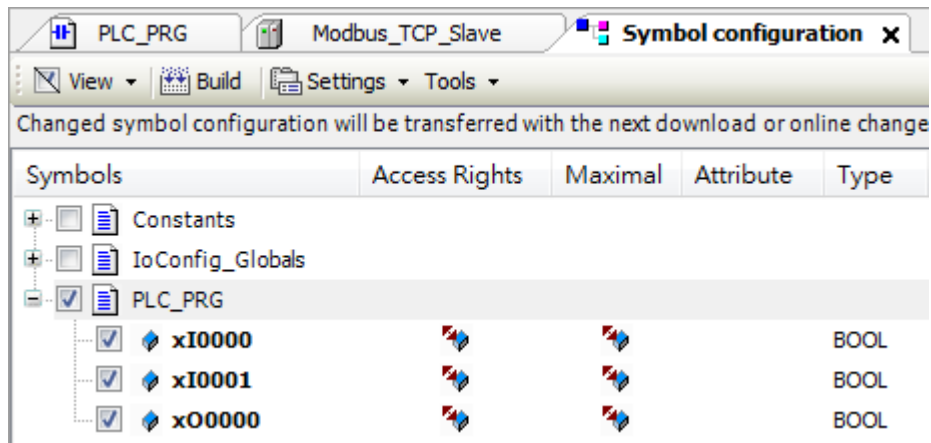 PLC_PRG Modbus_TCP_Slave Symbol configuration x
View Build Settings Tools
Changed symbol configuration will be transferred with the next download or online change
Symbols Access Rights Maximal Attribute Type
Constants
IoConfig_Globals
PLC_PRG
xI0000 BOOL
xI0001 BOOL
xO0000 BOOL